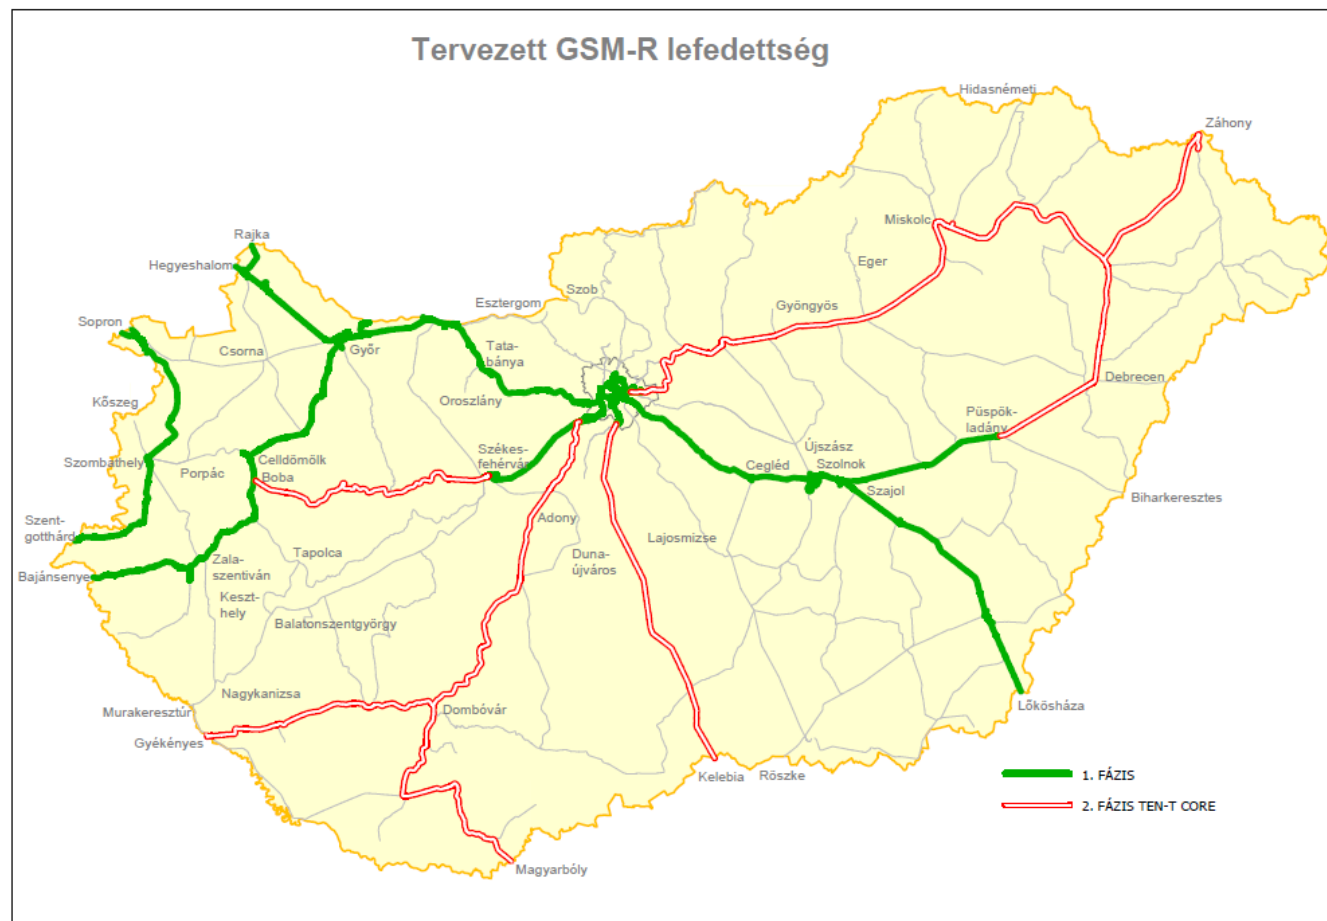 Tervezett GSM-R lefedettség
Hidasnémeti
Záhony
Miskolc
Rajka
Hegyeshalom
Eger
Szob
Esztergom
Gyöngyös
Sopron
Csorna
Győr
Tata-
bánya
Debrecen
Oroszlány
Kőszeg
Püspök-
ladány
Székes-
fehérvár
Újszász
Szolnok
Cegléd
Szombathely
Porpác
Celldömölk
Boba
Szajol
Biharkeresztes
Szent-
gotthárd
Adony
Lajosmizse
Tapolca
Duna-
újváros
Zala-
szentiván
Bajánsenye
Keszt-
hely
Balatonszentgyörgy
Nagykanizsa
Murakeresztúr
Dombóvár
Lőkösháza
Gyékényes
Kelebia
Röszke
1. FÁZIS
2. FÁZIS TEN-T CORE
Magyarbóly